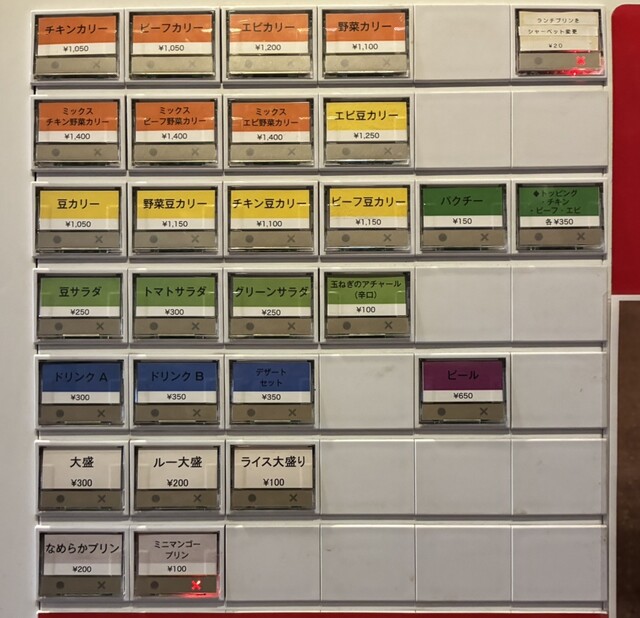 チキンカリー
¥1,050
ビーフカリー
¥1,050
エビカリー
¥1,200
野菜カリー
¥1,100
ランチプリンを
シャーベット変更
¥20
ミックス
チキン野菜カリー
¥1,400
ミックス
ビーフ野菜カリー
¥1,400
ミックス
エビ野菜カリー
¥1,400
エビ豆カリー
¥1,250
豆カリー
¥1,050
野菜豆カリー
¥1,150
チキン豆カリー
¥1,100
ビーフ豆カリー
¥1,150
パクチー
¥150
◆トッピング
・チキン
・ビーフ・エビ
各¥350
豆サラダ
¥250
トマトサラダ
¥300
グリーンサラダ
¥250
玉ねぎのアチャール
(辛口)
¥100
ドリンク A
¥300
ドリンク B
¥350
デザート
セット
¥350
ビール
¥650
大盛
¥300
ルー大盛
¥200
ライス大盛り
¥100
なめらかプリン
¥200
ミニマンゴー
プリン
¥100